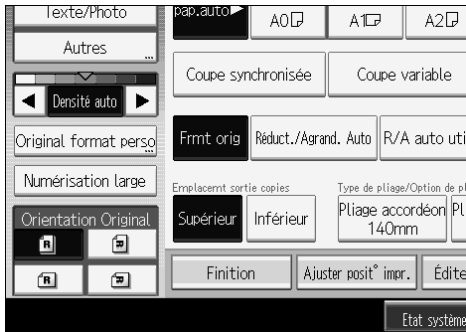 Texte/Photo
Autres
...
Densité auto
Original format perso
...
Numérisation large
Orientation Original
R
R
R
R
pap.auto
A0
A1
A2
Coupe synchronisée
Coupe variable
Frmt orig
Réduct./Agrand. Auto
R/A auto uti
Emplacemt sortie copies
Type de pliage/Option de pl
Supérieur
Inférieur
Pliage accordéon
140mm
Pl
Finition
Ajuster posit° impr.
Édite
Etat système